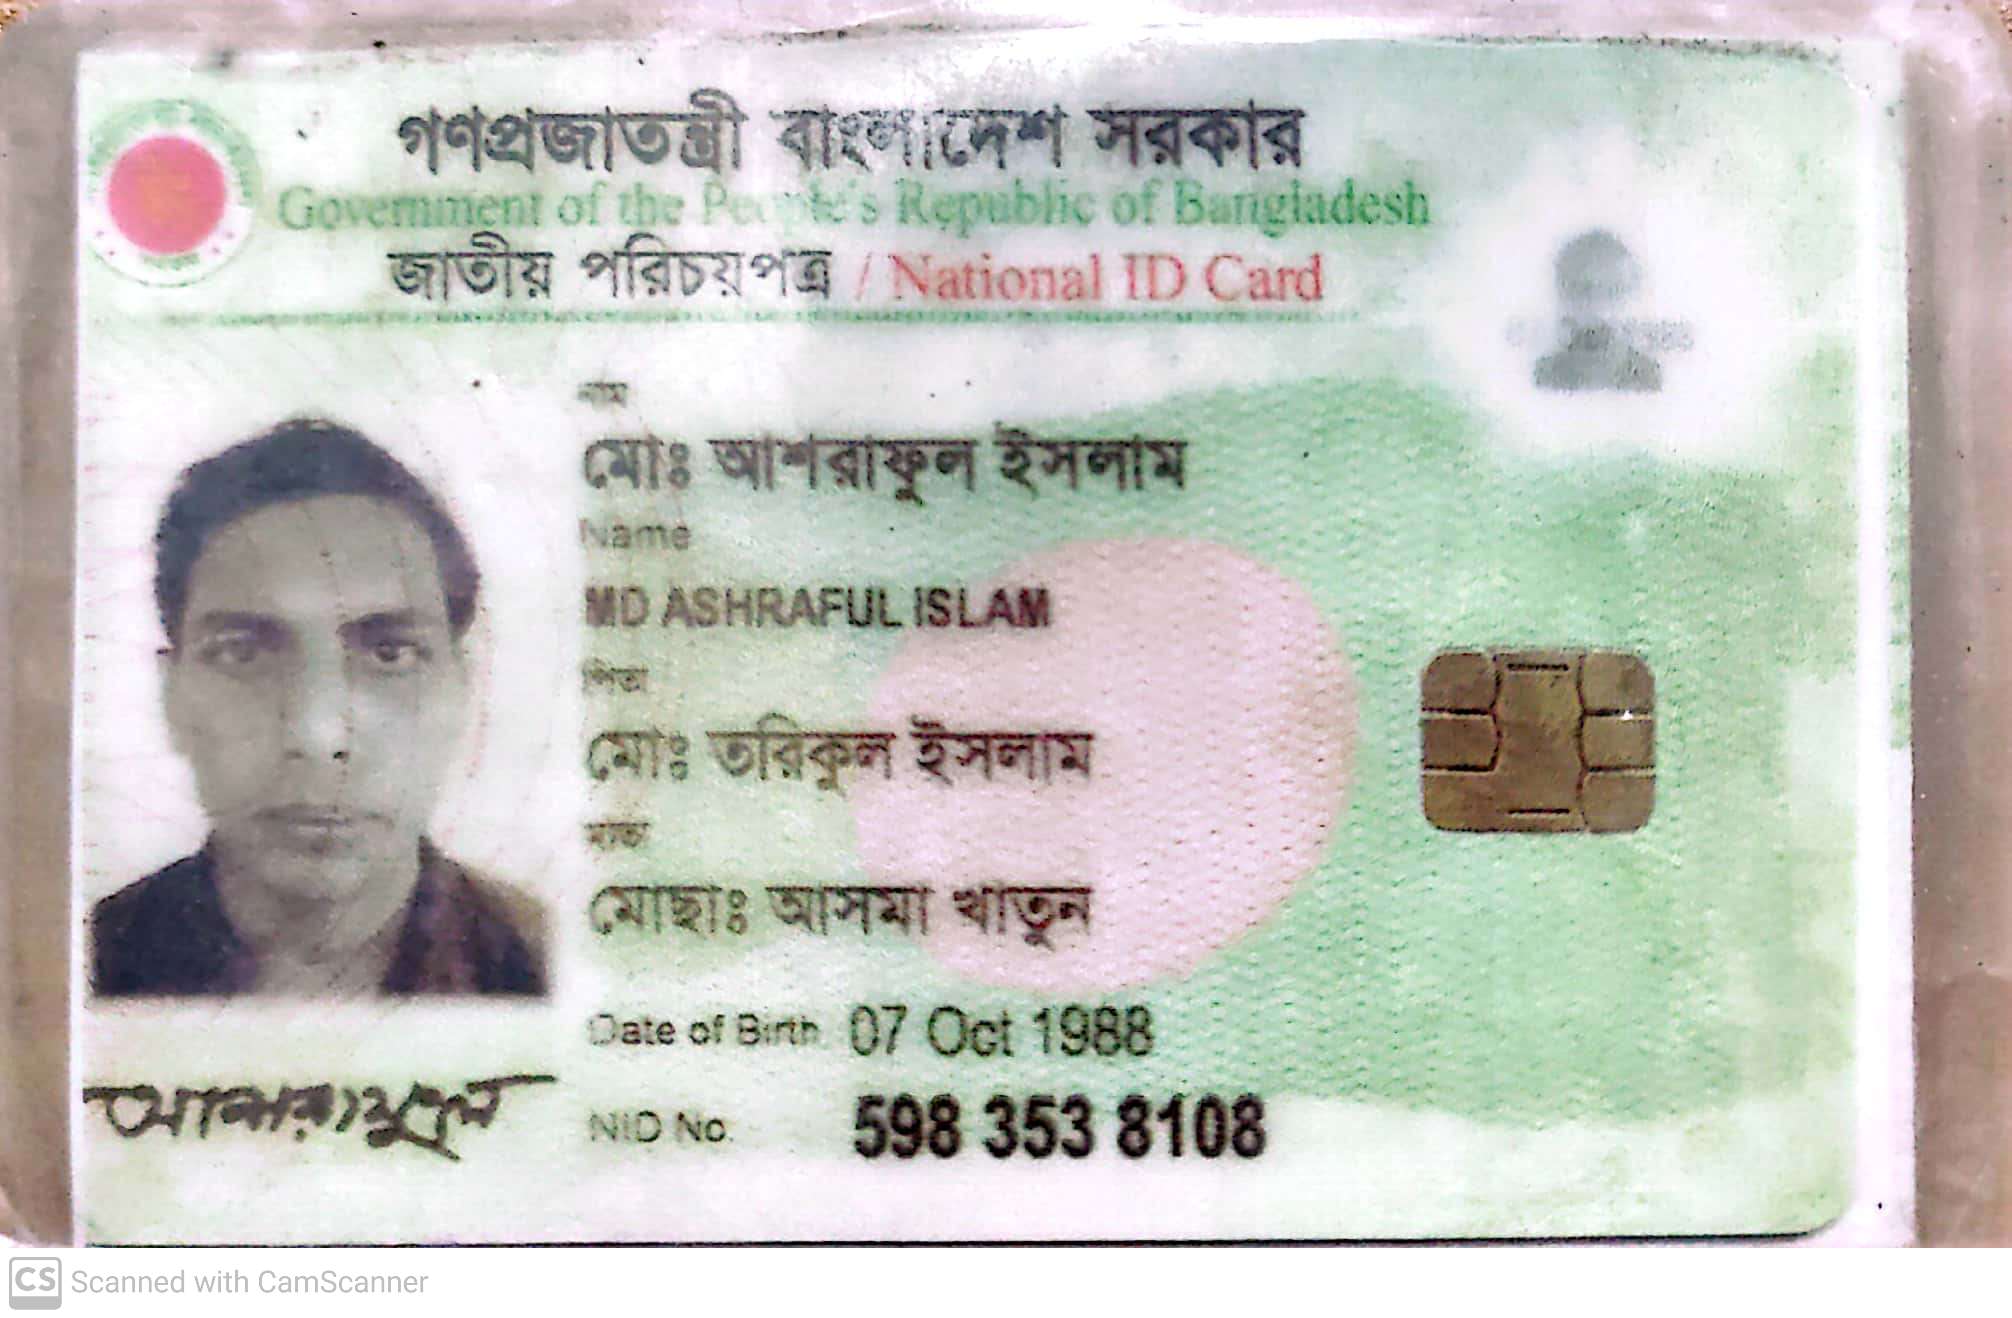 গণপ্রজাতন্ত্রী বাংলাদেশ সরকার
Government of the People's Republic of Bangladesh
জাতীয় পরিচয়পত্র / National ID Card
নাম
মোঃ আশরাফুল ইসলাম
Name
MD ASHRAFUL ISLAM
পিতা
মোঃ তরিকুল ইসলাম
মাতা
মোছাঃ আসমা খাতুন
Date of Birth 07 Oct 1988
NID No. 598 353 8108
আশরাফুল
CS Scanned with CamScanner